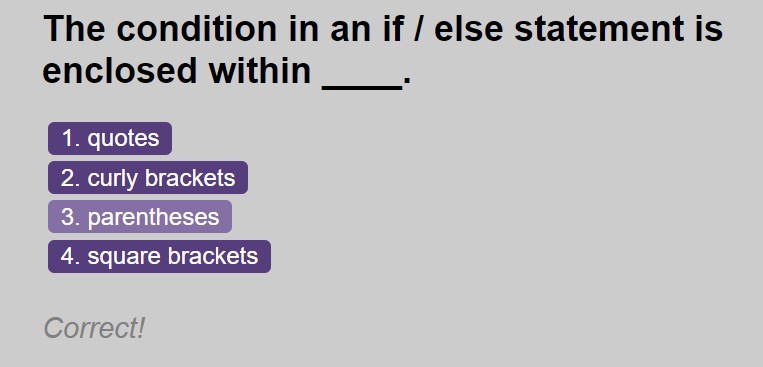 The condition in an if / else statement is
enclosed within ____.
1. quotes
2. curly brackets
3. parentheses
4. square brackets
Correct!